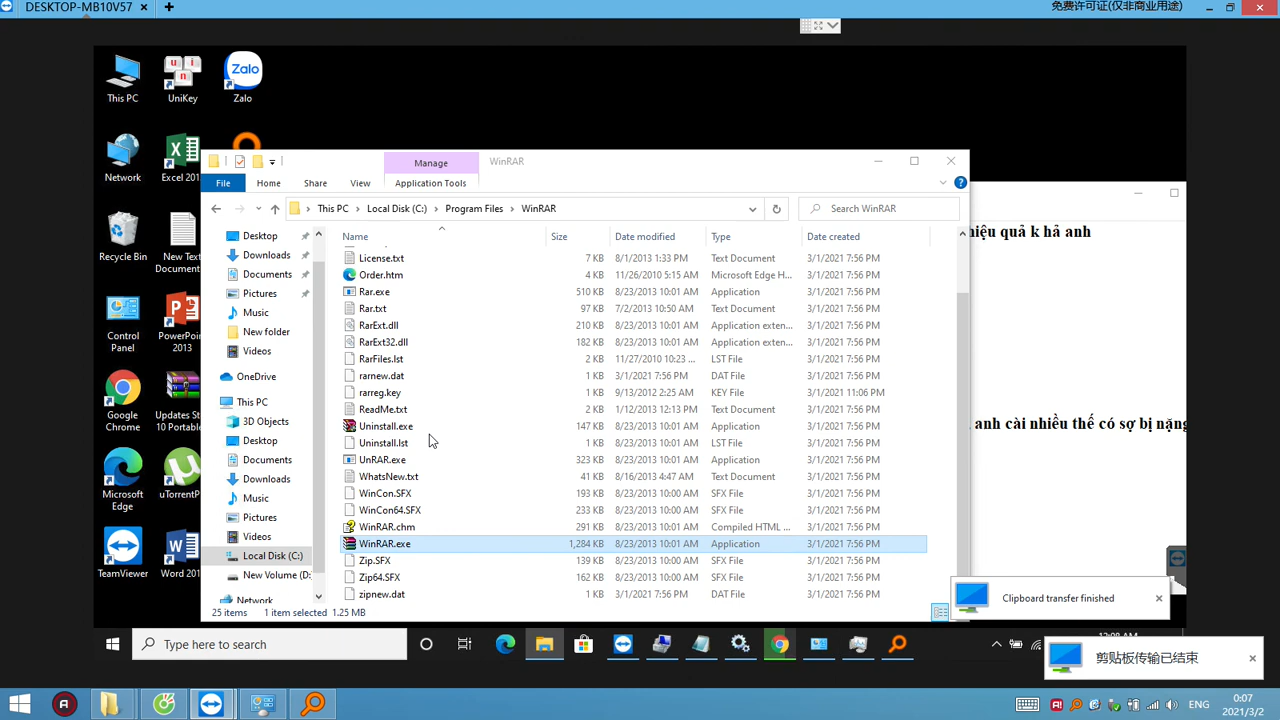 DESKTOP-MB10V57
免费许可证(仅非商业用途)
This PC
UniKey
Zalo
Zalo
Network
Excel 201
Recycle Bin
New Text
Document
Control
Panel
PowerPoint
2013
Google
Chrome
Updates St
10 Tools
Microsoft
Edge
uTorrentP
TeamViewer
Word 201
Manage
WinRAR
File
Home
Share
View
Application Tools
This PC
Local Disk (C:)
Program Files
WinRAR
Search WinRAR
Desktop
Downloads
Documents
Pictures
Music
New folder
Videos
OneDrive
This PC
3D Objects
Desktop
Documents
Downloads
Music
Pictures
Videos
Local Disk (C:)
New Volume (D:
Network
Name Size Date modified Type Date created
License.txt 7 KB 8/1/2013 1:33 PM Text Document 3/1/2021 7:56 PM
Order.htm 4 KB 11/26/2010 5:15 AM Microsoft Edge H... 3/1/2021 7:56 PM
Rar.exe 510 KB 8/23/2013 10:01 AM Application 3/1/2021 7:56 PM
Rar.txt 97 KB 7/2/2013 10:50 AM Text Document 3/1/2021 7:56 PM
RarExt.dll 210 KB 8/23/2013 10:01 AM Application exten... 3/1/2021 7:56 PM
RarExt32.dll 182 KB 8/23/2013 10:01 AM Application exten... 3/1/2021 7:56 PM
RarFiles.lst 2 KB 11/27/2010 10:23 ... LST File 3/1/2021 7:56 PM
rarnew.dat 1 KB 3/1/2021 7:56 PM DAT File 3/1/2021 7:56 PM
rarreg.key 1 KB 9/13/2012 2:25 AM KEY File 3/1/2021 11:06 PM
ReadMe.txt 2 KB 1/12/2013 12:13 PM Text Document 3/1/2021 7:56 PM
Uninstall.exe 147 KB 8/23/2013 10:01 AM Application 3/1/2021 7:56 PM
Uninstall.lst 1 KB 8/23/2013 10:01 AM LST File 3/1/2021 7:56 PM
UnRAR.exe 323 KB 8/23/2013 10:01 AM Application 3/1/2021 7:56 PM
WhatsNew.txt 41 KB 8/16/2013 4:47 AM Text Document 3/1/2021 7:56 PM
WinCon.SFX 193 KB 8/23/2013 10:00 AM SFX File 3/1/2021 7:56 PM
WinCon64.SFX 233 KB 8/23/2013 10:00 AM SFX File 3/1/2021 7:56 PM
WinRAR.chm 291 KB 8/23/2013 10:01 AM Compiled HTML ... 3/1/2021 7:56 PM
WinRAR.exe 1,284 KB 8/23/2013 10:01 AM Application 3/1/2021 7:56 PM
Zip.SFX 139 KB 8/23/2013 10:00 AM SFX File 3/1/2021 7:56 PM
Zip64.SFX 162 KB 8/23/2013 10:00 AM SFX File 3/1/2021 7:56 PM
zipnew.dat 1 KB 3/1/2021 7:56 PM DAT File 3/1/2021 7:56 PM
25 items 1 item selected 1.25 MB
hiệu quả k hả anh
anh cài nhiều thế có sợ bị nặng
Clipboard transfer finished
Type here to search
剪贴板传输已结束
ENG
0:07
2021/3/2